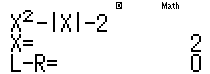 D Math
X²-|X|-2
X= 2
L-R= 0